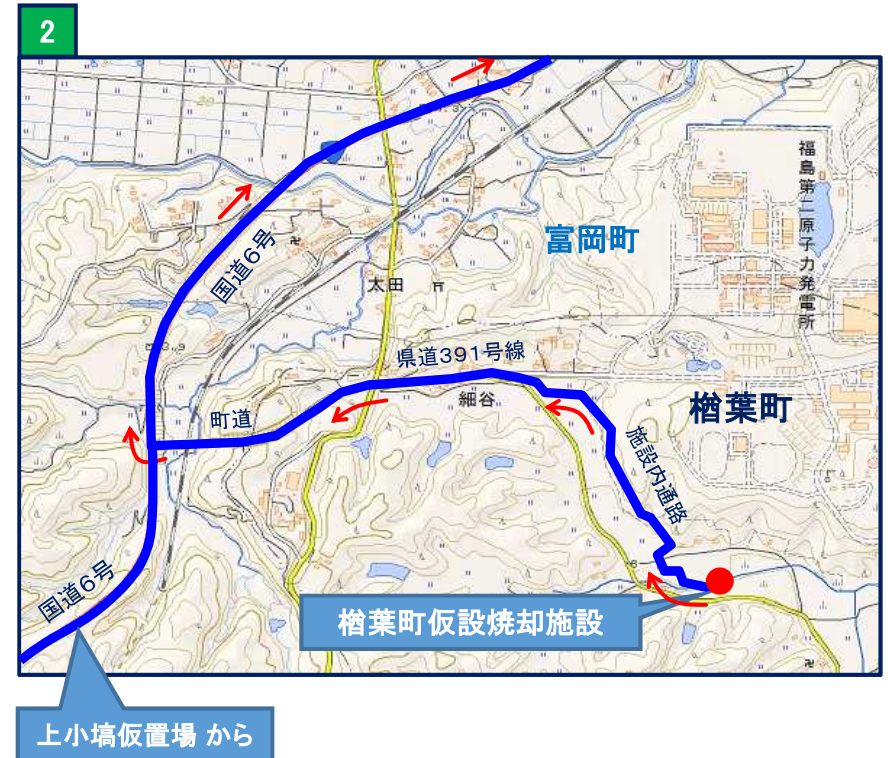 2
福島第二原子力発電所
富岡町
国道6号
太田
県道391号線
楢葉町
細谷
町道
施設内通路
国道6号
楢葉町仮設焼却施設
上小塙仮置場 から